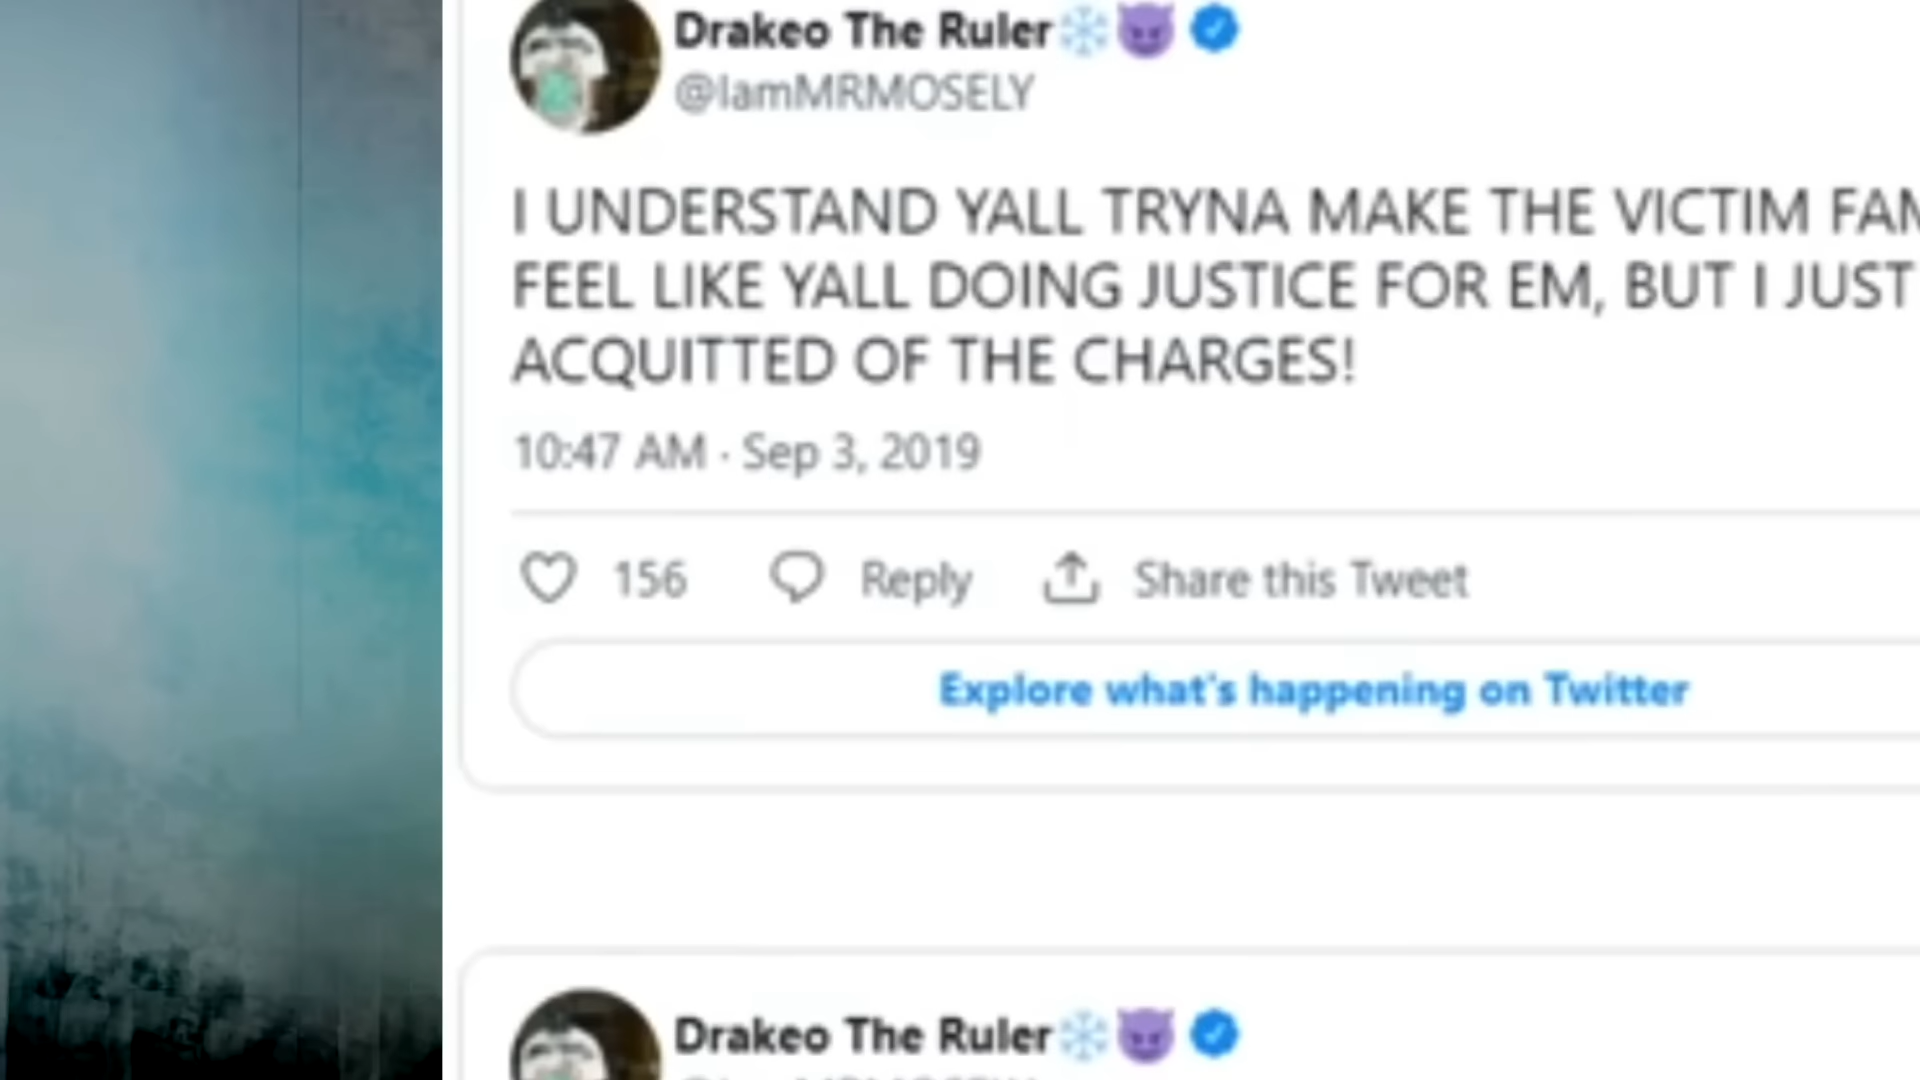 Drakeo The Ruler❄️😈
@IamMRMOSELY
I UNDERSTAND YALL TRYNA MAKE THE VICTIM
FEEL LIKE YALL DOING JUSTICE FOR EM, BUT I JUST
ACQUITTED OF THE CHARGES!
10:47 AM · Sep 3, 2019
156 Reply Share this Tweet
Explore what's happening on Twitter
Drakeo The Ruler❄️😈